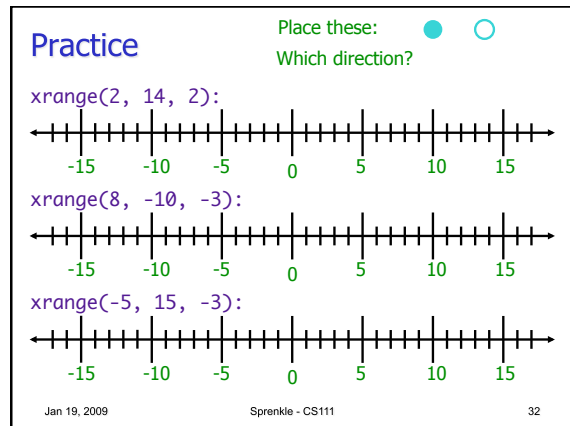 Practice
Place these:
Which direction?
xrange(2, 14, 2):
-15 -10 -5 0 5 10 15
xrange(8, -10, -3):
-15 -10 -5 0 5 10 15
xrange(-5, 15, -3):
-15 -10 -5 0 5 10 15
Jan 19, 2009 Sprenkle - CS111 32